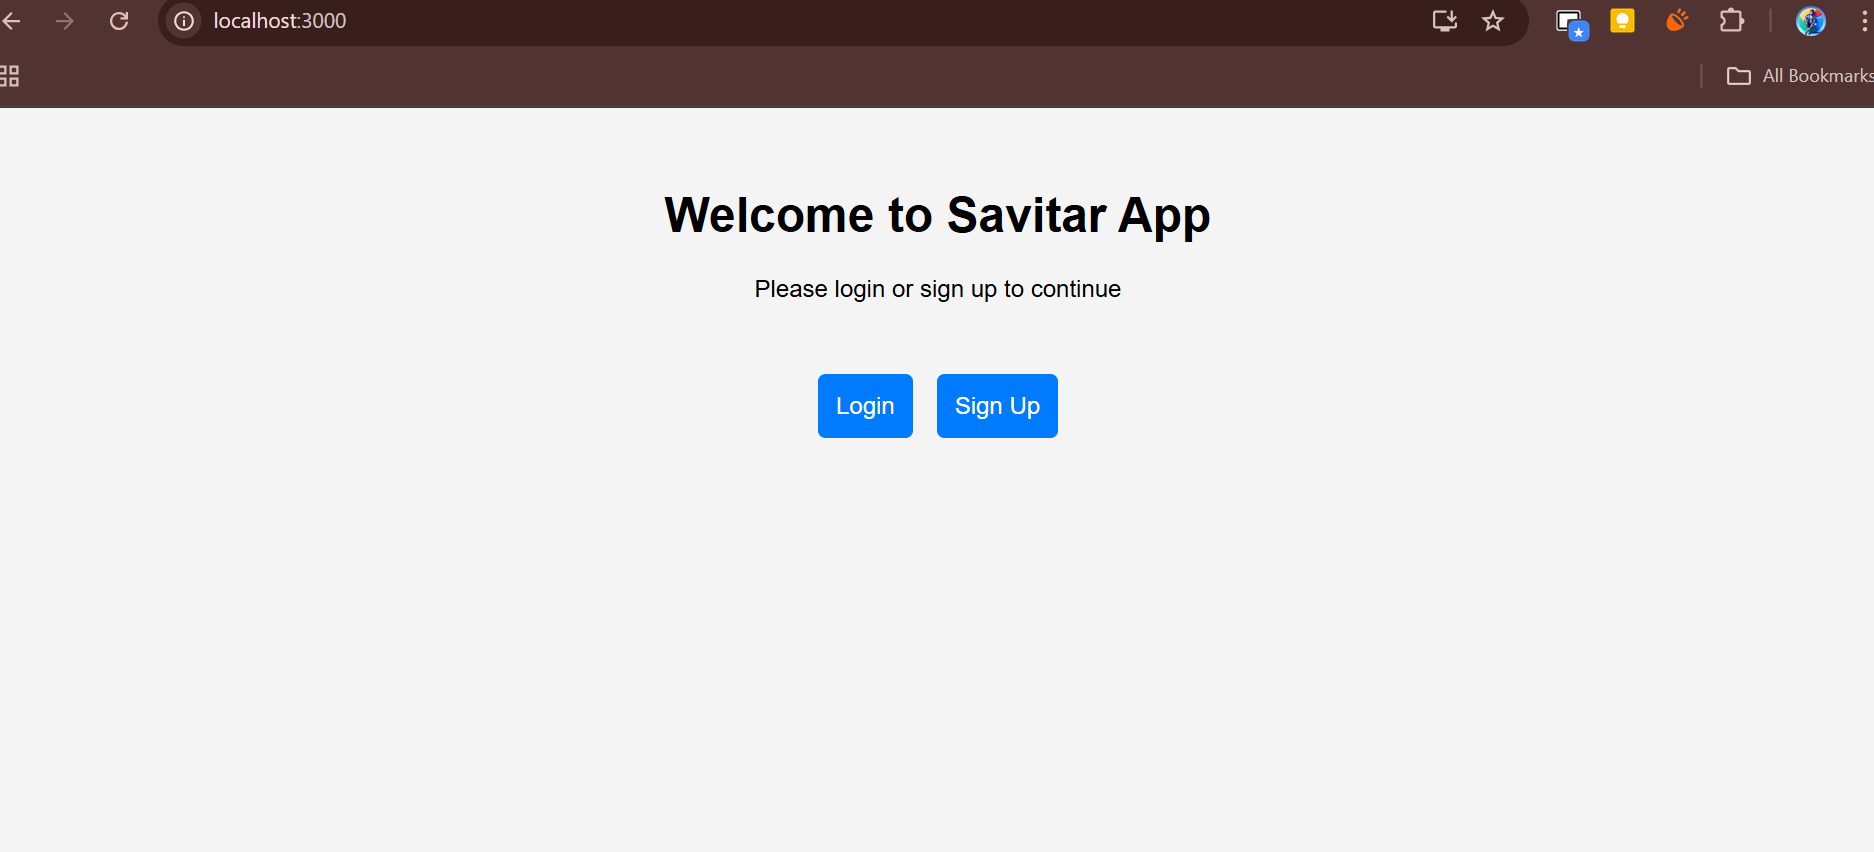 localhost:3000
All Bookmarks
Welcome to Savitar App
Please login or sign up to continue
Login
Sign Up